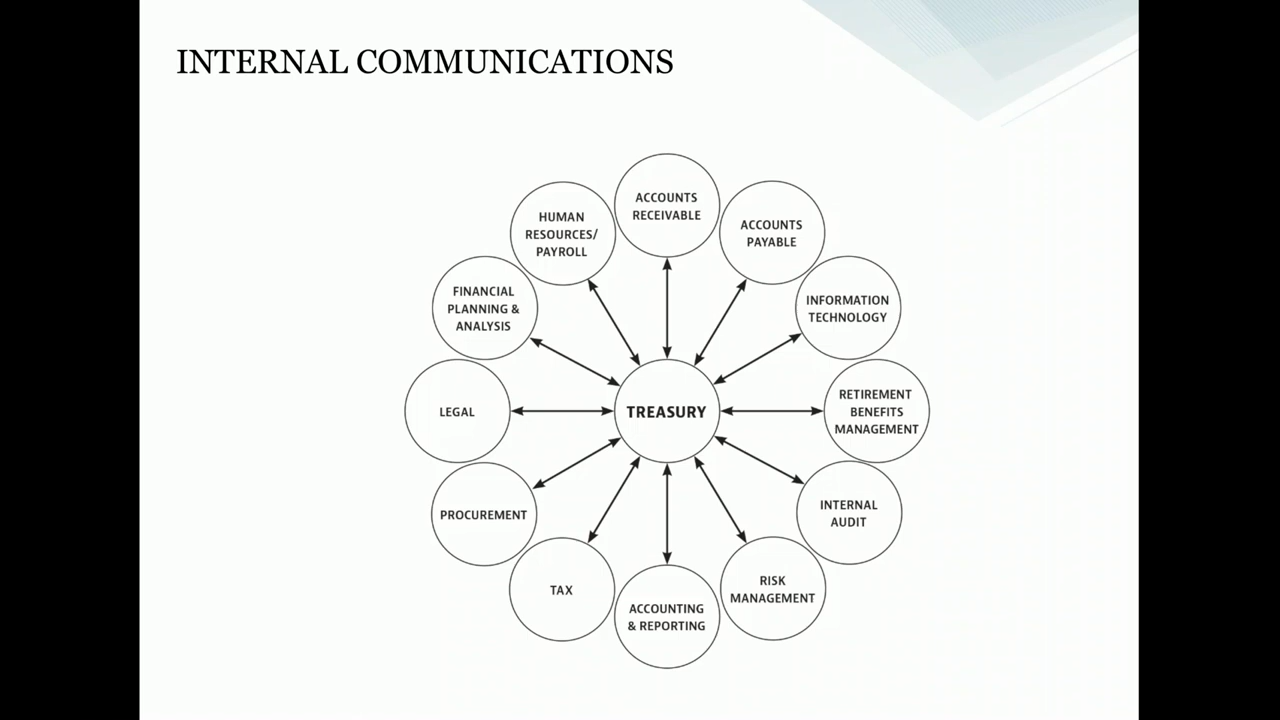 INTERNAL COMMUNICATIONS
ACCOUNTS
RECEIVABLE
HUMAN
RESOURCES/
PAYROLL
ACCOUNTS
PAYABLE
FINANCIAL
PLANNING &
ANALYSIS
INFORMATION
TECHNOLOGY
LEGAL
TREASURY
RETIREMENT
BENEFITS
MANAGEMENT
PROCUREMENT
INTERNAL
AUDIT
TAX
RISK
MANAGEMENT
ACCOUNTING
& REPORTING